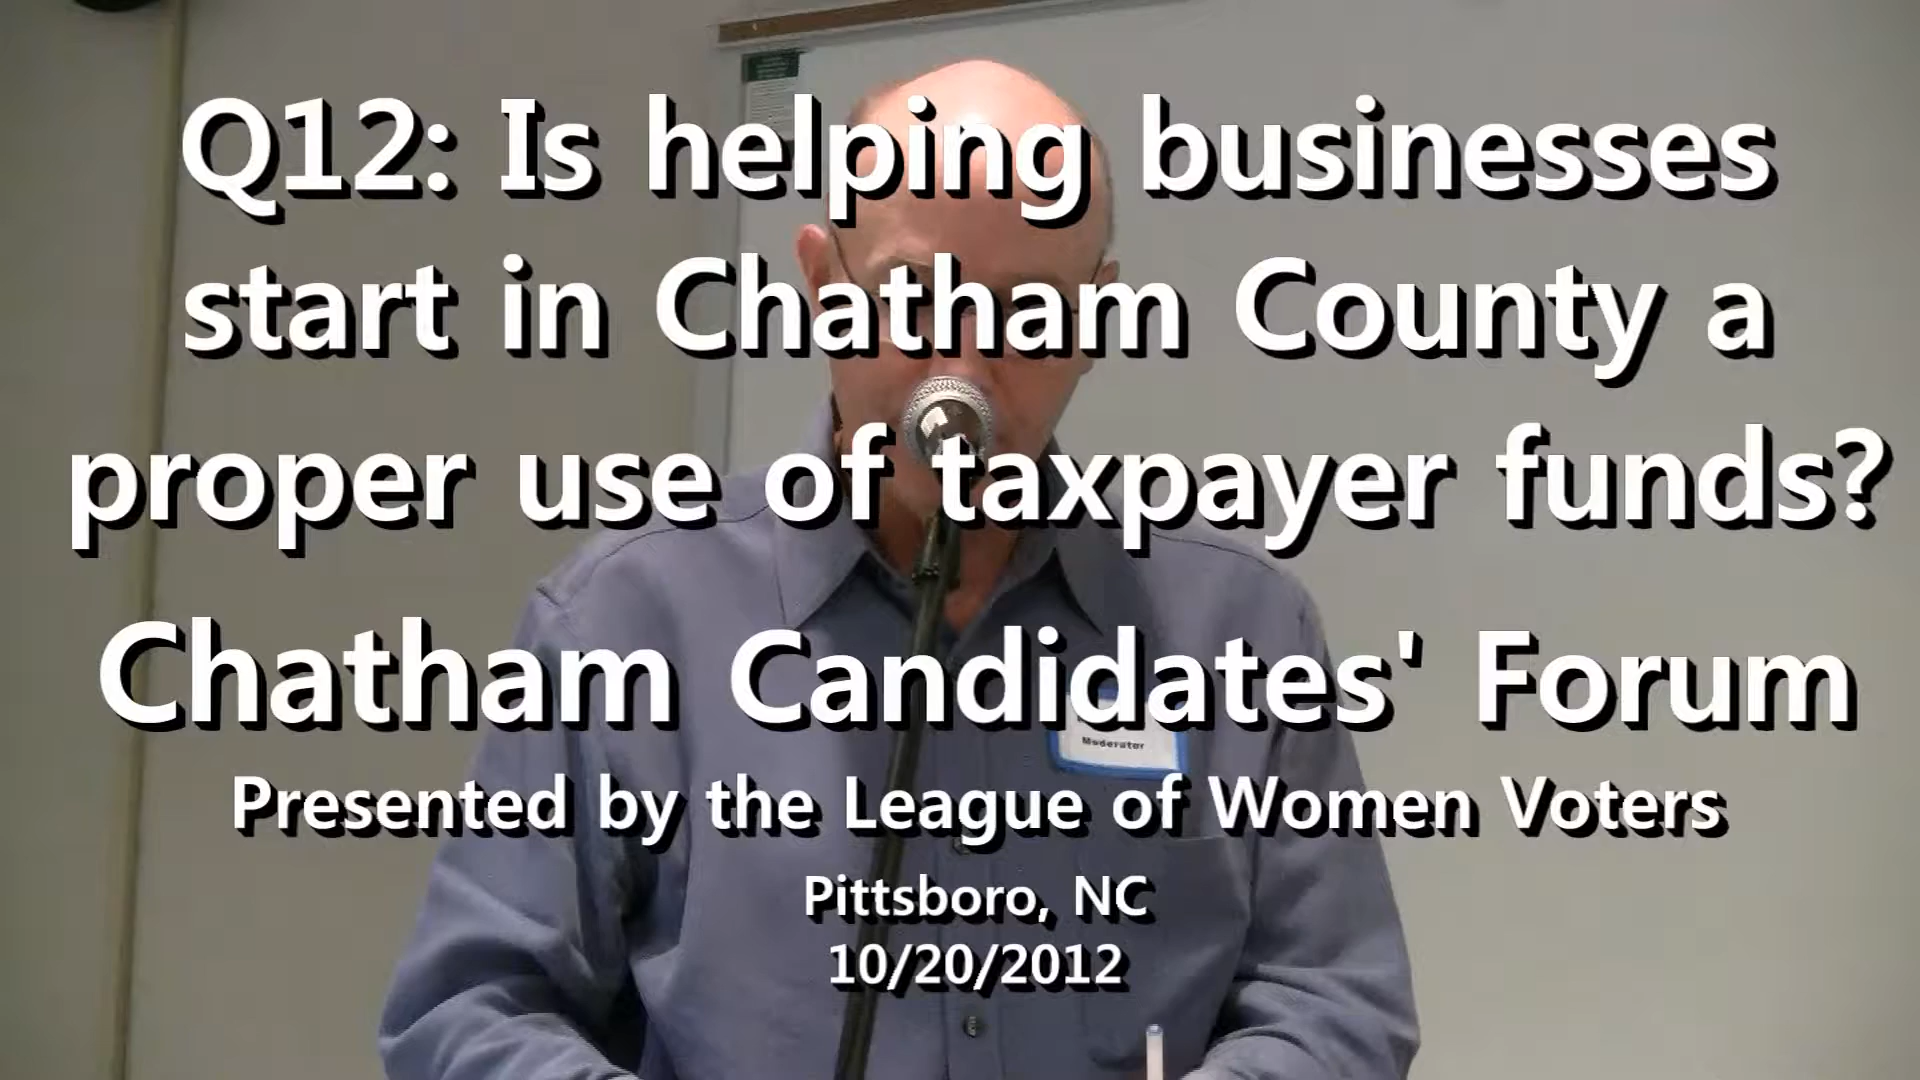 Q12: Is helping businesses
start in Chatham County a
proper use of taxpayer funds?
Chatham Candidates' Forum
Moderator
Presented by the League of Women Voters
Pittsboro, NC
10/20/2012